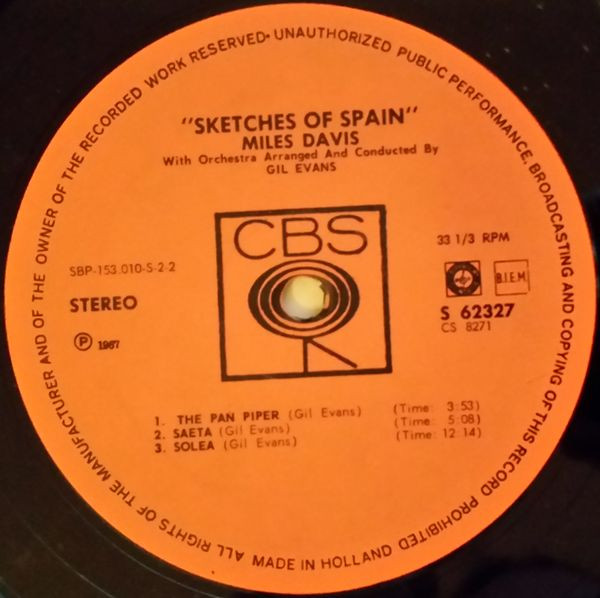 ALL RIGHTS OF THE MANUFACTURER AND OF THE OWNER OF THE RECORDED WORK RESERVED • UNAUTHORIZED PUBLIC PERFORMANCE, BROADCASTING AND COPYING OF THIS RECORD PROHIBITED
"SKETCHES OF SPAIN"
MILES DAVIS
With Orchestra Arranged And Conducted By
GIL EVANS
CBS
33 1/3 RPM
SBP-153.010-S-2-2
B.I.E.M.
STEREO
S 62327
CS 8271
Ⓟ 1967
1. THE PAN PIPER (Gil Evans) (Time: 3:53)
2. SAETA (Gil Evans) (Time: 5:08)
3. SOLEA (Gil Evans) (Time: 12:14)
MADE IN HOLLAND